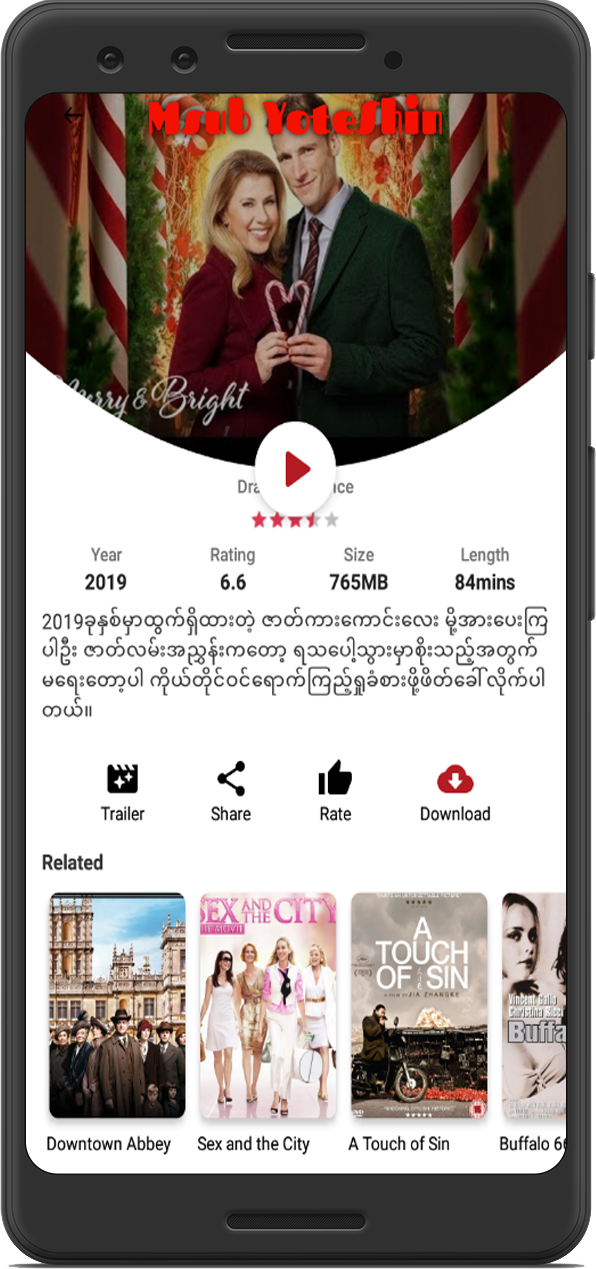 Msub YoteShin
Merry & Bright
Year
Rating
Size
Length
2019
6.6
765MB
84mins
2019ခုနှစ်မှာထွက်ရှိထားတဲ့ ဇာတ်ကားကောင်းလေး မို့အားပေးကြ
ပါဦး ဇာတ်လမ်းအညွှန်းကတော့ ရသပေါ့သွားမှာစိုးသည့်အတွက်
မရေးတော့ပါ ကိုယ်တိုင်ဝင်ရောက်ကြည့်ရှုခံစားဖို့ဖိတ်ခေါ်လိုက်ပါ
တယ်။
Trailer
Share
Rate
Download
Related
SEX AND THE CITY
THE MOVIE
A
TOUCH
OF SIN
A FILM BY JIA ZHANGKE
Vincent Gallo
Christina Ricci
Buffa
Downtown Abbey
Sex and the City
A Touch of Sin
Buffalo 66